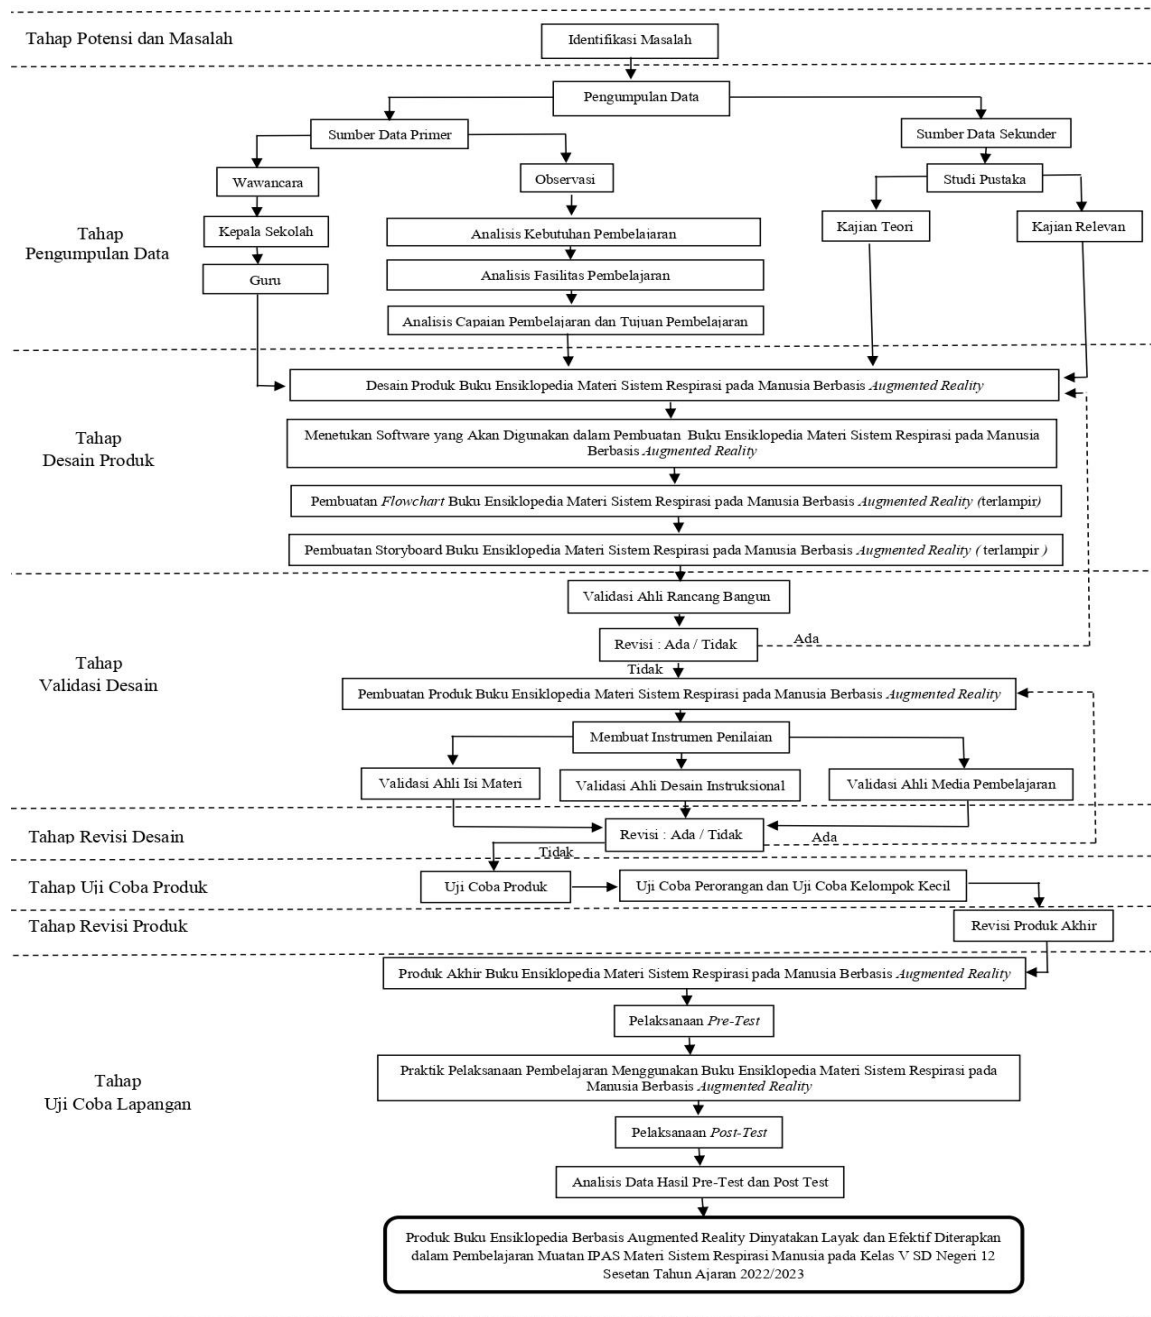 Tahap Potensi dan Masalah
Identifikasi Masalah
Pengumpulan Data
Sumber Data Primer
Sumber Data Sekunder
Wawancara
Observasi
Studi Pustaka
Tahap
Pengumpulan Data
Kepala Sekolah
Analisis Kebutuhan Pembelajaran
Kajian Teori
Kajian Relevan
Guru
Analisis Fasilitas Pembelajaran
Analisis Capaian Pembelajaran dan Tujuan Pembelajaran
Desain Produk Buku Ensiklopedia Materi Sistem Respirasi pada Manusia Berbasis Augmented Reality
Tahap
Desain Produk
Menetukan Software yang Akan Digunakan dalam Pembuatan Buku Ensiklopedia Materi Sistem Respirasi pada Manusia
Berbasis Augmented Reality
Pembuatan Flowchart Buku Ensiklopedia Materi Sistem Respirasi pada Manusia Berbasis Augmented Reality (terlampir)
Pembuatan Storyboard Buku Ensiklopedia Materi Sistem Respirasi pada Manusia Berbasis Augmented Reality ( terlampir )
Validasi Ahli Rancang Bangun
Revisi : Ada / Tidak
Ada
Tidak
Tahap
Validasi Desain
Pembuatan Produk Buku Ensiklopedia Materi Sistem Respirasi pada Manusia Berbasis Augmented Reality
Membuat Instrumen Penilaian
Validasi Ahli Isi Materi
Validasi Ahli Desain Instruksional
Validasi Ahli Media Pembelajaran
Tahap Revisi Desain
Revisi : Ada / Tidak
Ada
Tidak
Tahap Uji Coba Produk
Uji Coba Produk
Uji Coba Perorangan dan Uji Coba Kelompok Kecil
Tahap Revisi Produk
Revisi Produk Akhir
Produk Akhir Buku Ensiklopedia Materi Sistem Respirasi pada Manusia Berbasis Augmented Reality
Pelaksanaan Pre-Test
Tahap
Uji Coba Lapangan
Praktik Pelaksanaan Pembelajaran Menggunakan Buku Ensiklopedia Materi Sistem Respirasi pada
Manusia Berbasis Augmented Reality
Pelaksanaan Post-Test
Analisis Data Hasil Pre-Test dan Post Test
Produk Buku Ensiklopedia Berbasis Augmented Reality Dinyatakan Layak dan Efektif Diterapkan
dalam Pembelajaran Muatan IPAS Materi Sistem Respirasi Manusia pada Kelas V SD Negeri 12
Sesetan Tahun Ajaran 2022/2023